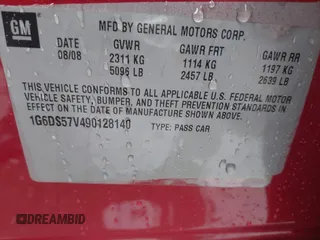 GM
MFD BY GENERAL MOTORS CORP.
08/08
GVWR
GAWR FRT
GAWR RR
2311 KG
1114 KG
1197 KG
5096 LB
2457 LB
2639 LB
THIS VEHICLE CONFORMS TO ALL APPLICABLE U.S. FEDERAL MOTOR
VEHICLE SAFETY, BUMPER, AND THEFT PREVENTION STANDARDS IN
EFFECT ON THE DATE OF MANUFACTURE SHOWN ABOVE.
1G6DS57V490128140
TYPE: PASS CAR
DREAMBID